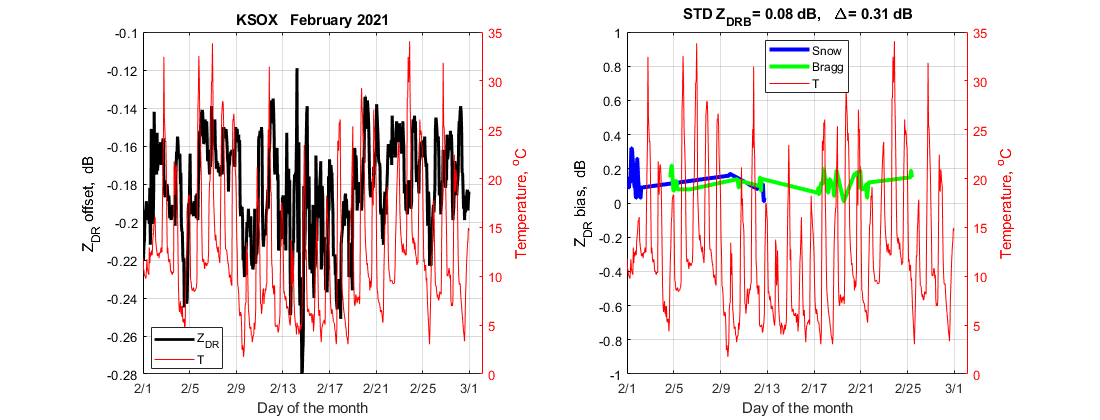 KSOX February 2021
-0.1
-0.12
-0.14
-0.16
-0.18
-0.2
-0.22
-0.24
-0.26
-0.28
Z_DR offset, dB
35
30
25
20
15
10
5
0
Temperature, °C
Z_DR
T
2/1 2/5 2/9 2/13 2/17 2/21 2/25 3/1
Day of the month
STD Z_DRB = 0.08 dB, Δ = 0.31 dB
1
0.8
0.6
0.4
0.2
0
-0.2
-0.4
-0.6
-0.8
-1
Z_DR bias, dB
Snow
Bragg
T
35
30
25
20
15
10
5
0
Temperature, °C
2/1 2/5 2/9 2/13 2/17 2/21 2/25 3/1
Day of the month